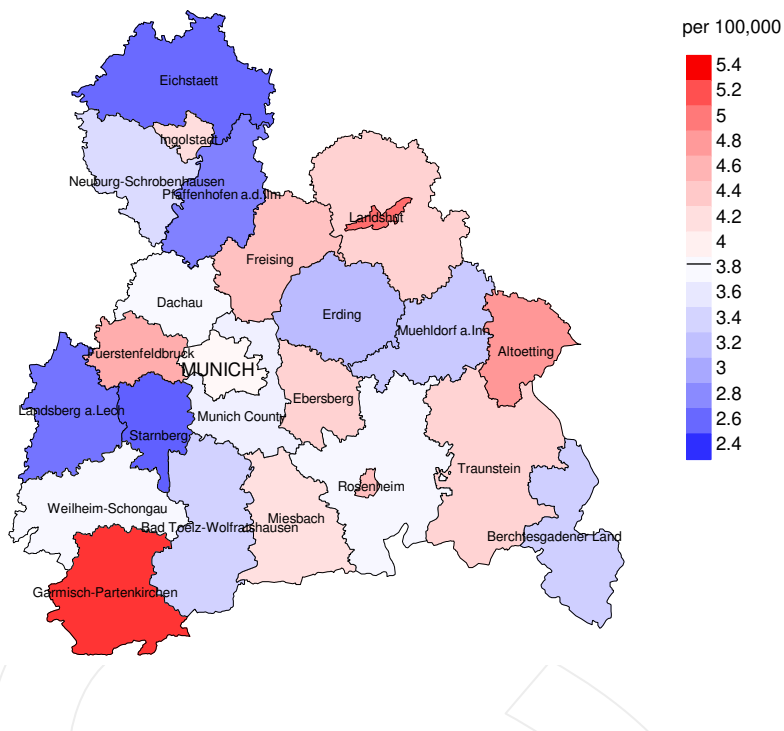 per 100,000
5.4
5.2
5
4.8
4.6
4.4
4.2
4
3.8
3.6
3.4
3.2
3
2.8
2.6
2.4
Eichstaett
Ingolstadt
Neuburg-Schrobenhausen
Pfaffenhofen a.d.Ilm
Landshut
Freising
Dachau
Erding
Muehldorf a.Inn
Altoetting
Fuerstenfeldbruck
MUNICH
Ebersberg
Landsberg a.Lech
Munich County
Starnberg
Traunstein
Rosenheim
Weilheim-Schongau
Miesbach
Bad Toelz-Wolfratshausen
Berchtesgadener Land
Garmisch-Partenkirchen